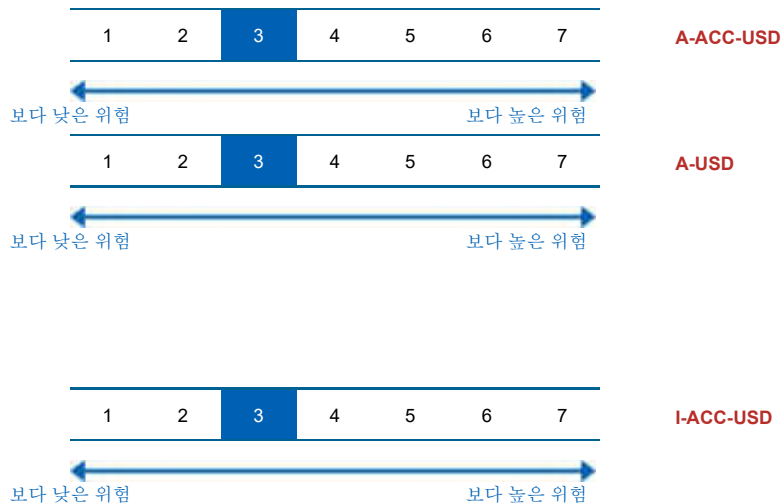 1 2 3 4 5 6 7 A-ACC-USD
보다 낮은 위험 보다 높은 위험
1 2 3 4 5 6 7 A-USD
보다 낮은 위험 보다 높은 위험
1 2 3 4 5 6 7 I-ACC-USD
보다 낮은 위험 보다 높은 위험